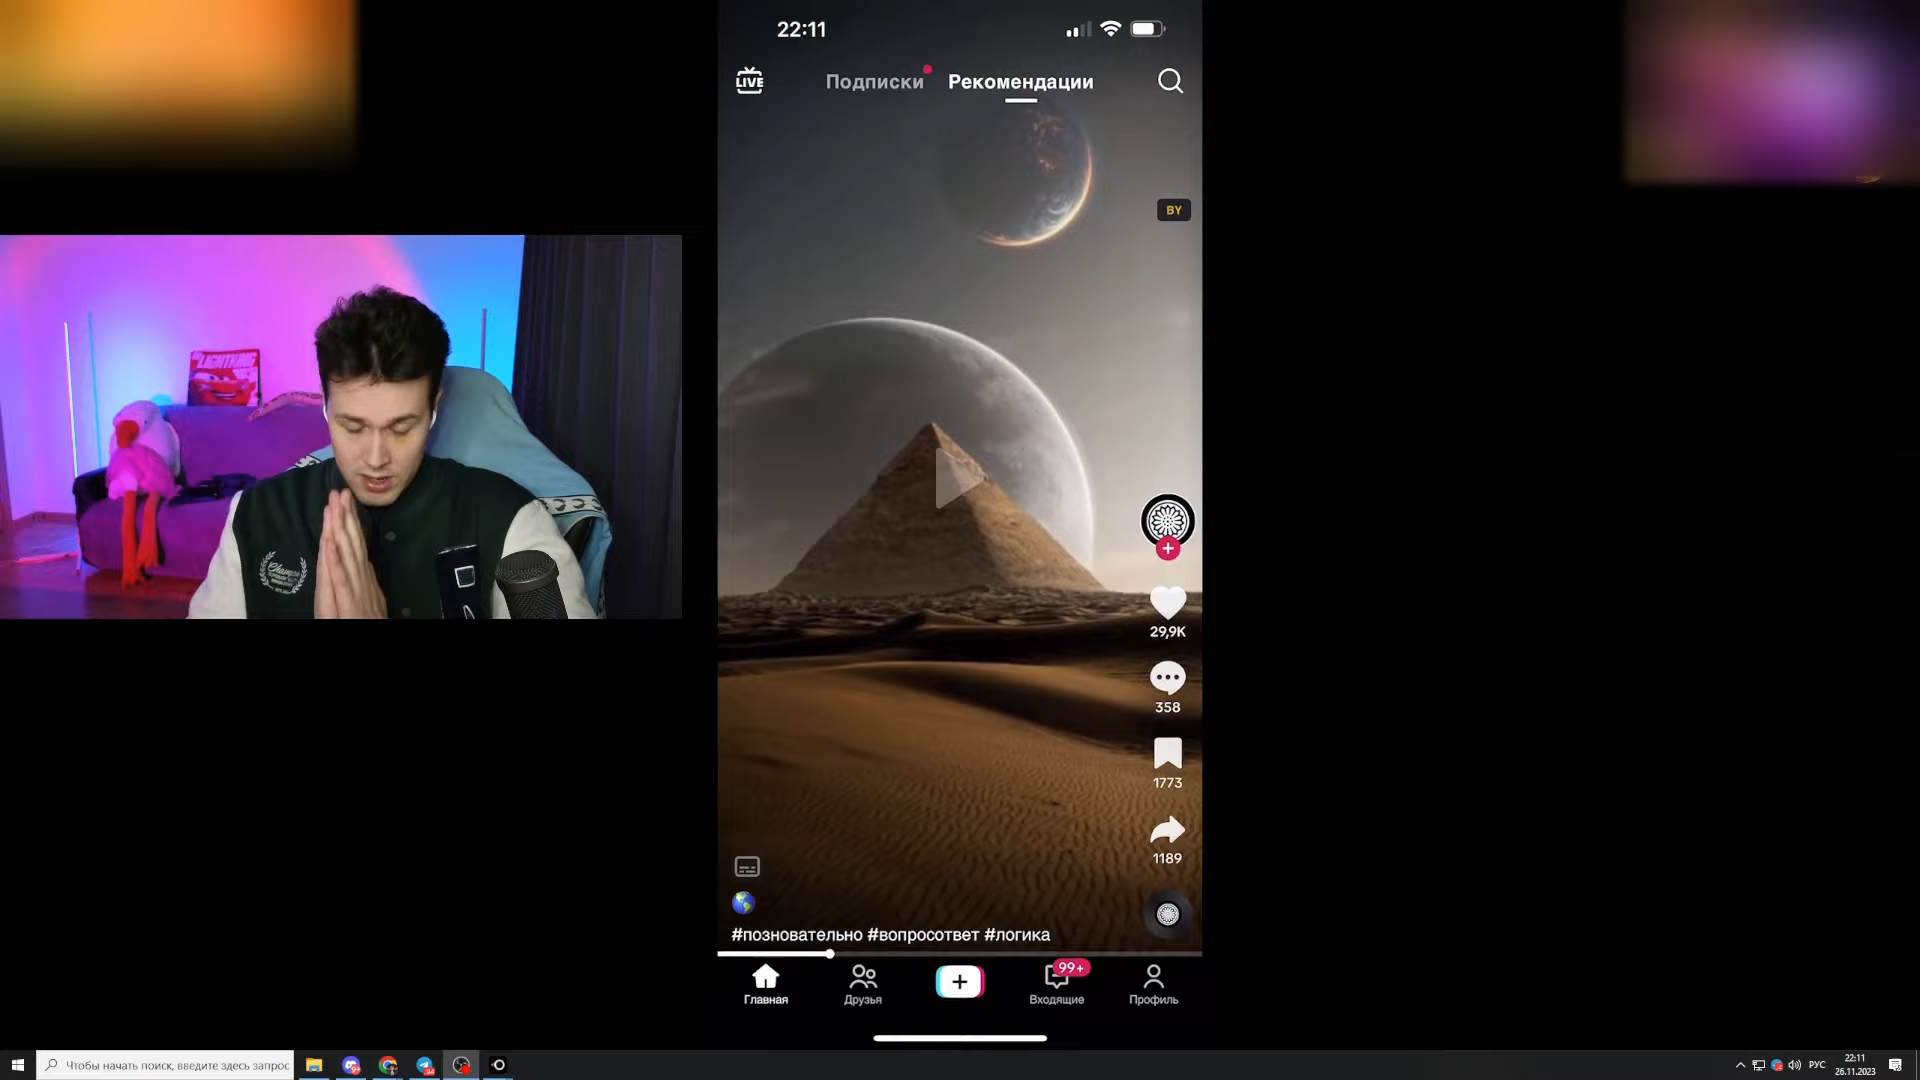 22:11
LIVE
Подписки
Рекомендации
BY
LIGHTNING
29,9K
358
1773
1189
#позновательно #вопросответ #логика
99+
Главная
Друзья
Входящие
Профиль
Чтобы начать поиск, введите здесь запрос
РУС
22:11
26.11.2023